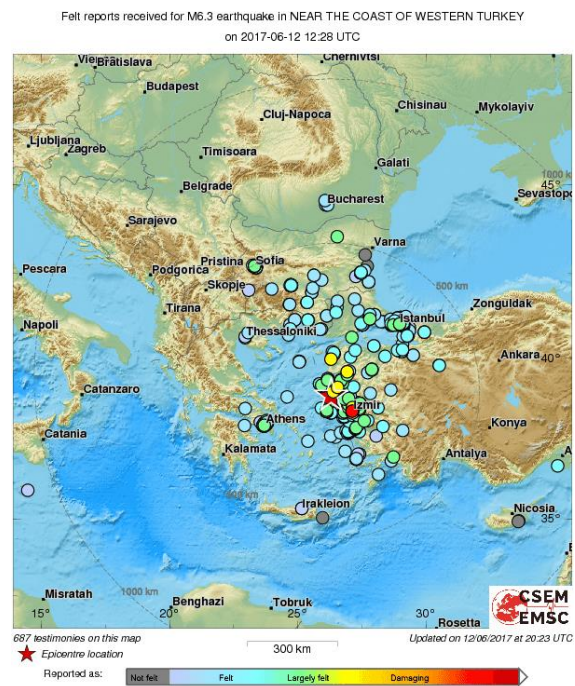 Felt reports received for M6.3 earthquake in NEAR THE COAST OF WESTERN TURKEY
on 2017-06-12 12:28 UTC
Chernivtsi
Bratislava
Budapest
Cluj-Napoca
Chisinau
Mykolayiv
Ljubljana
Zagreb
Timisoara
Galati
1000 km
45°
Belgrade
Bucharest
Sevastopo
Sarajevo
Varna
Pristina
Sofia
Pescara
Podgorica
Skopje
500 km
Zonguldak
Tirana
Istanbul
Napoli
Thessaloniki
Ankara
40°
Catanzaro
Izmir
Athens
Konya
Catania
Kalamata
Antalya
A
Irakleion
Nicosia
35°
CSEM
EMSC
Misratah
1000 km
Benghazi
Tobruk
15°
20°
25°
30°
Rosetta
687 testimonies on this map
Updated on 12/06/2017 at 20:23 UTC
Epicentre location
300 km
Reported as:
Not felt
Felt
Largely felt
Damaging